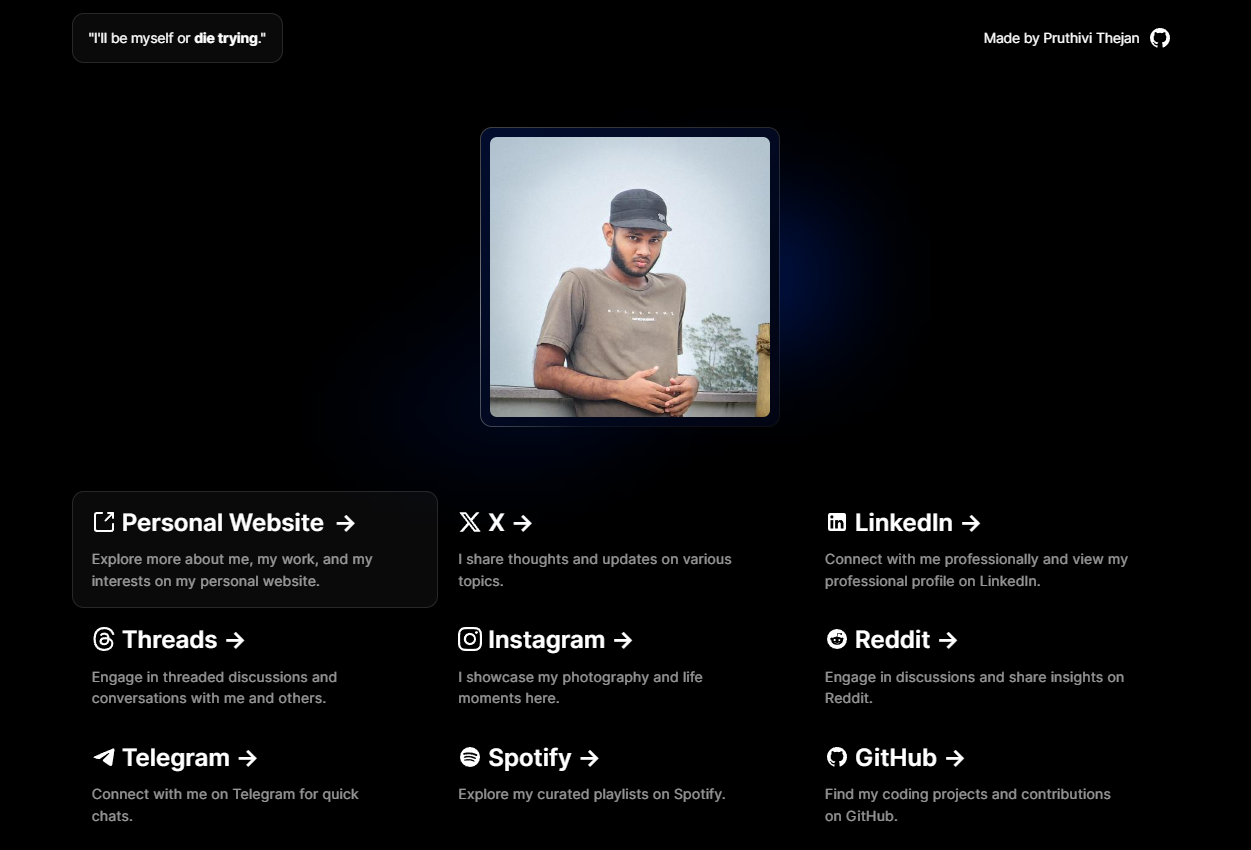 "I'll be myself or die trying."
Made by Pruthivi Thejan
Personal Website →
Explore more about me, my work, and my
interests on my personal website.
X →
I share thoughts and updates on various
topics.
LinkedIn →
Connect with me professionally and view my
professional profile on LinkedIn.
Threads →
Engage in threaded discussions and
conversations with me and others.
Instagram →
I showcase my photography and life
moments here.
Reddit →
Engage in discussions and share insights on
Reddit.
Telegram →
Connect with me on Telegram for quick
chats.
Spotify →
Explore my curated playlists on Spotify.
GitHub →
Find my coding projects and contributions
on GitHub.